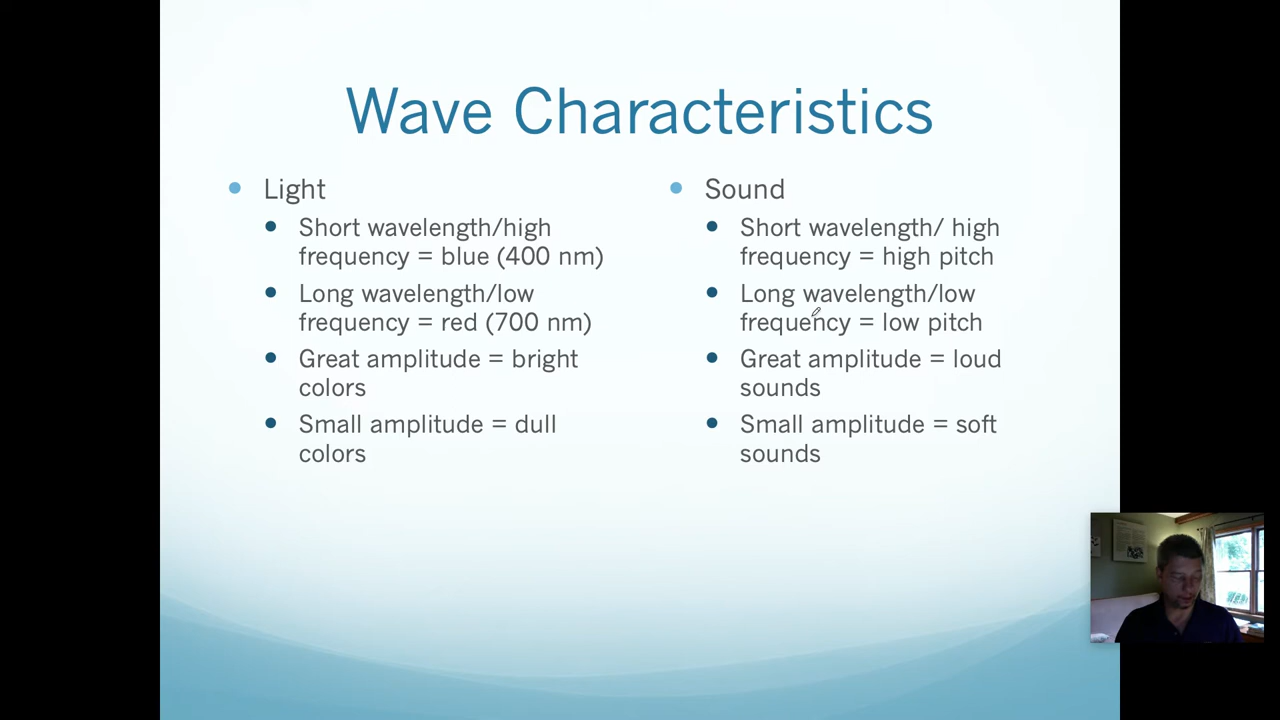 Wave Characteristics
Light
Short wavelength/high
frequency = blue (400 nm)
Long wavelength/low
frequency = red (700 nm)
Great amplitude = bright
colors
Small amplitude = dull
colors
Sound
Short wavelength/ high
frequency = high pitch
Long wavelength/low
frequency = low pitch
Great amplitude = loud
sounds
Small amplitude = soft
sounds